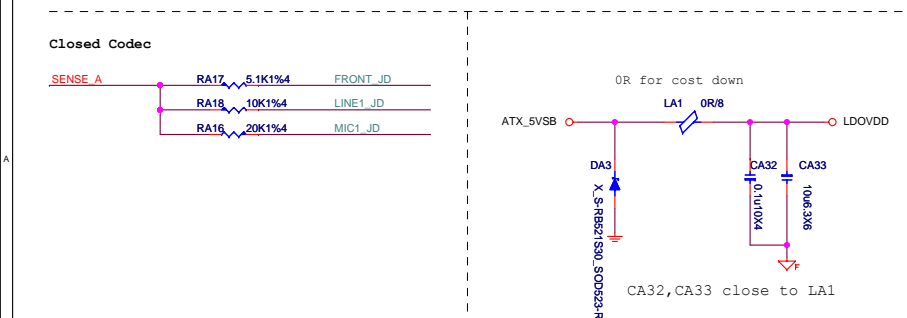 Closed Codec
SENSE_A
RA17 5.1K1%4 FRONT_JD
RA18 10K1%4 LINE1_JD
RA16 20K1%4 MIC1_JD
A
0R for cost down
LA1 0R/8
ATX_5VSB
LDOVDD
DA3
X_S-RB521S30_SOD523-R
CA32
0.1u10X4
CA33
10u6.3X6
F
CA32,CA33 close to LA1